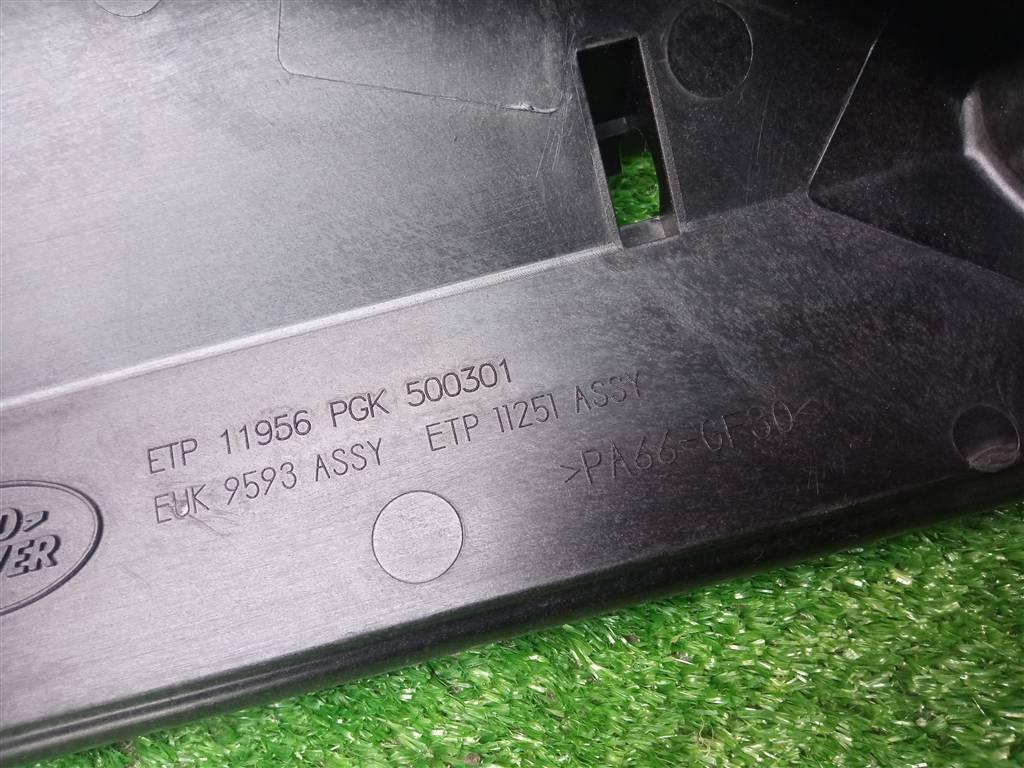 ETP 11956 PGK 500301
EUK 9593 ASSY ETP 11251 ASSY
>PA66-GF30<